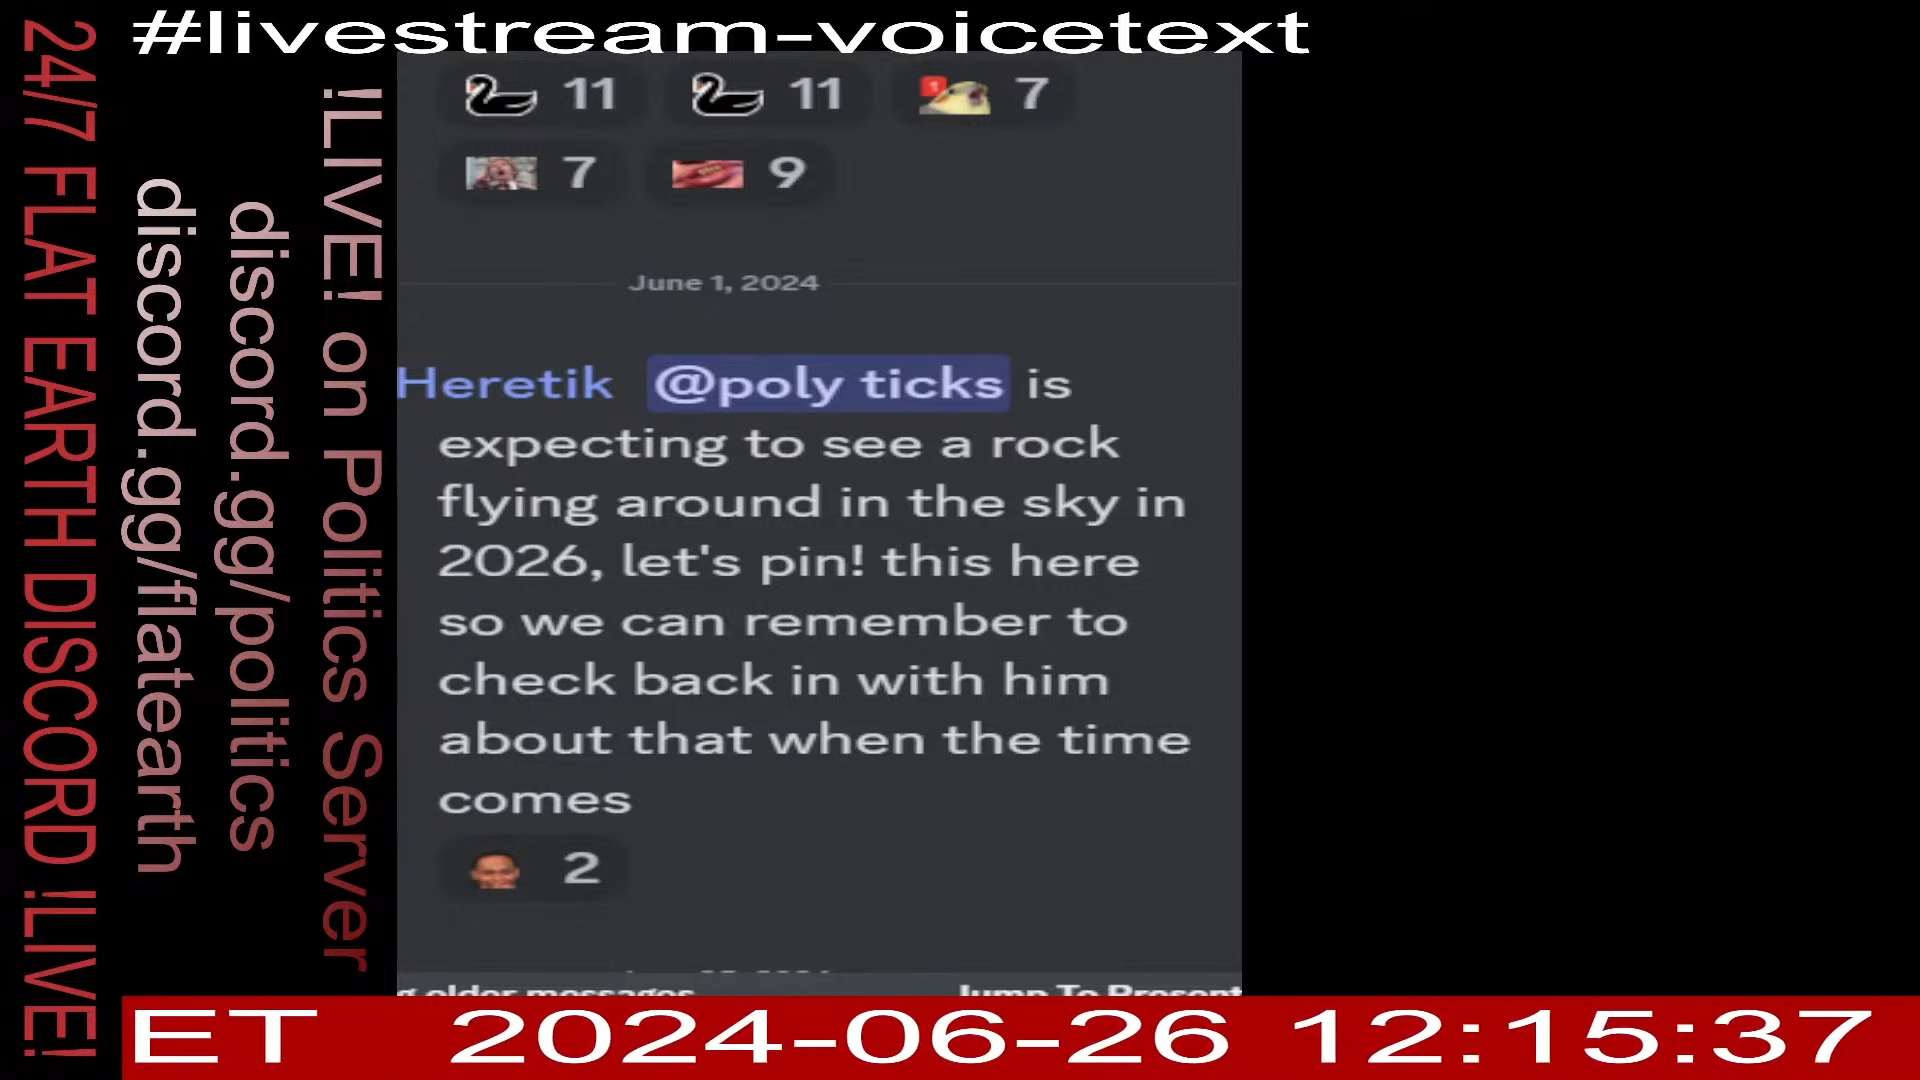 #livestream-voicetext
24/7 FLAT EARTH DISCORD !LIVE!
discord.gg/flatearth
discord.gg/politics
!LIVE! on Politics Server
11 11 7
7 9
June 1, 2024
Heretik @poly ticks is
expecting to see a rock
flying around in the sky in
2026, let's pin! this here
so we can remember to
check back in with him
about that when the time
comes
2
older messages Jump To Present
ET 2024-06-26 12:15:37